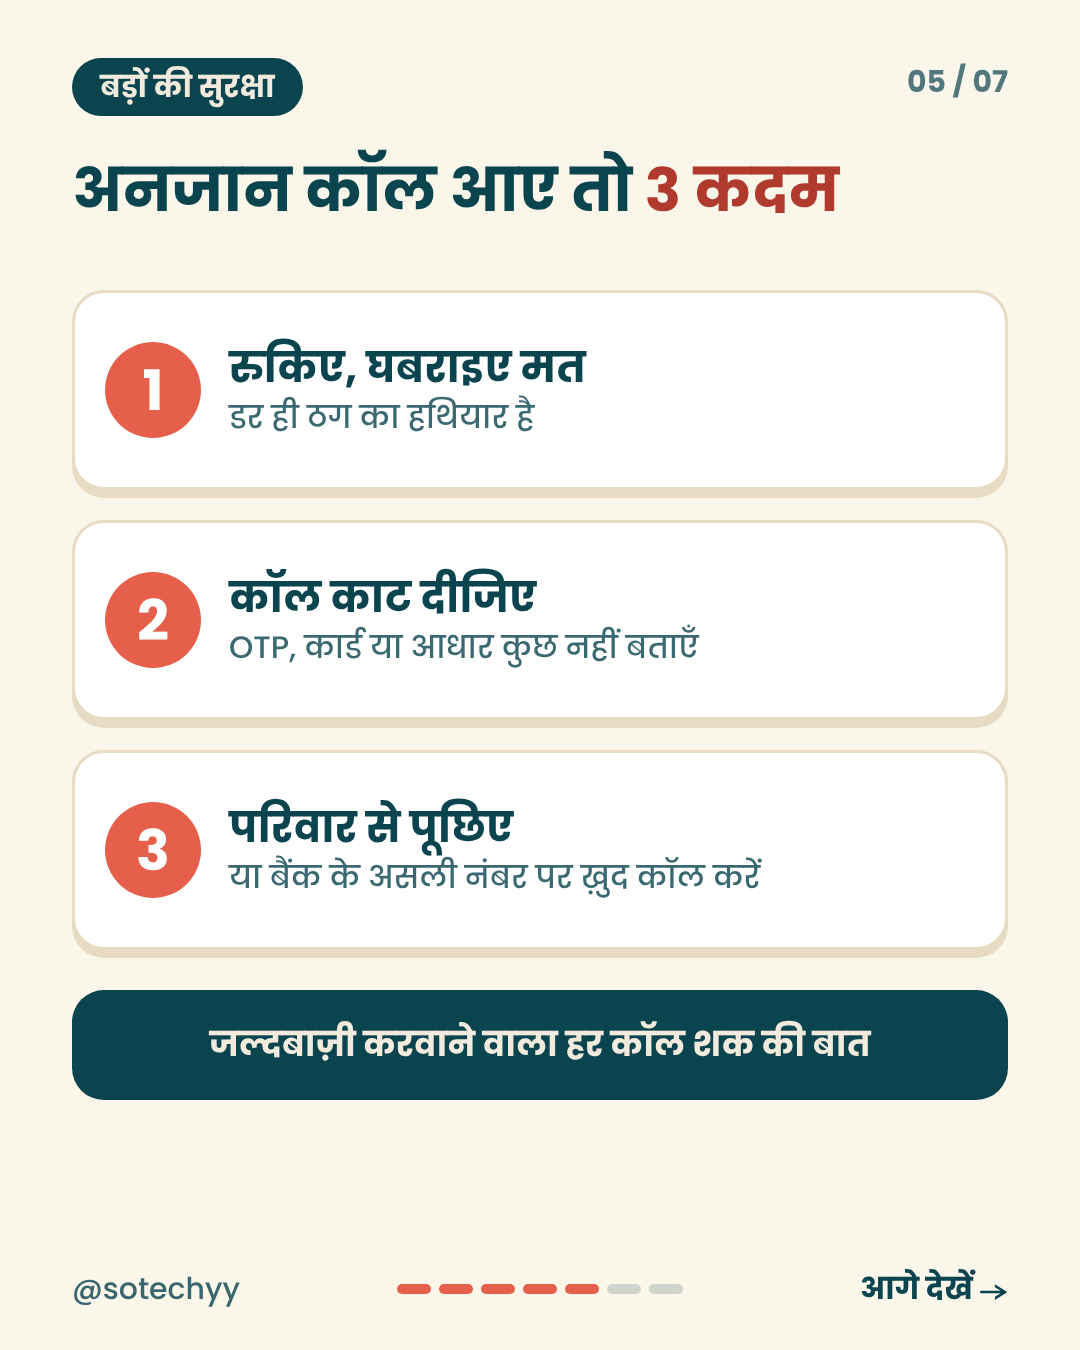 बड़ों की सुरक्षा
05 / 07
अनजान कॉल आए तो 3 कदम
1
रुकिए, घबराइए मत
डर ही ठग का हथियार है
2
कॉल काट दीजिए
OTP, कार्ड या आधार कुछ नहीं बताएँ
3
परिवार से पूछिए
या बैंक के असली नंबर पर ख़ुद कॉल करें
जल्दबाज़ी करवाने वाला हर कॉल शक की बात
@sotechyy
आगे देखें →